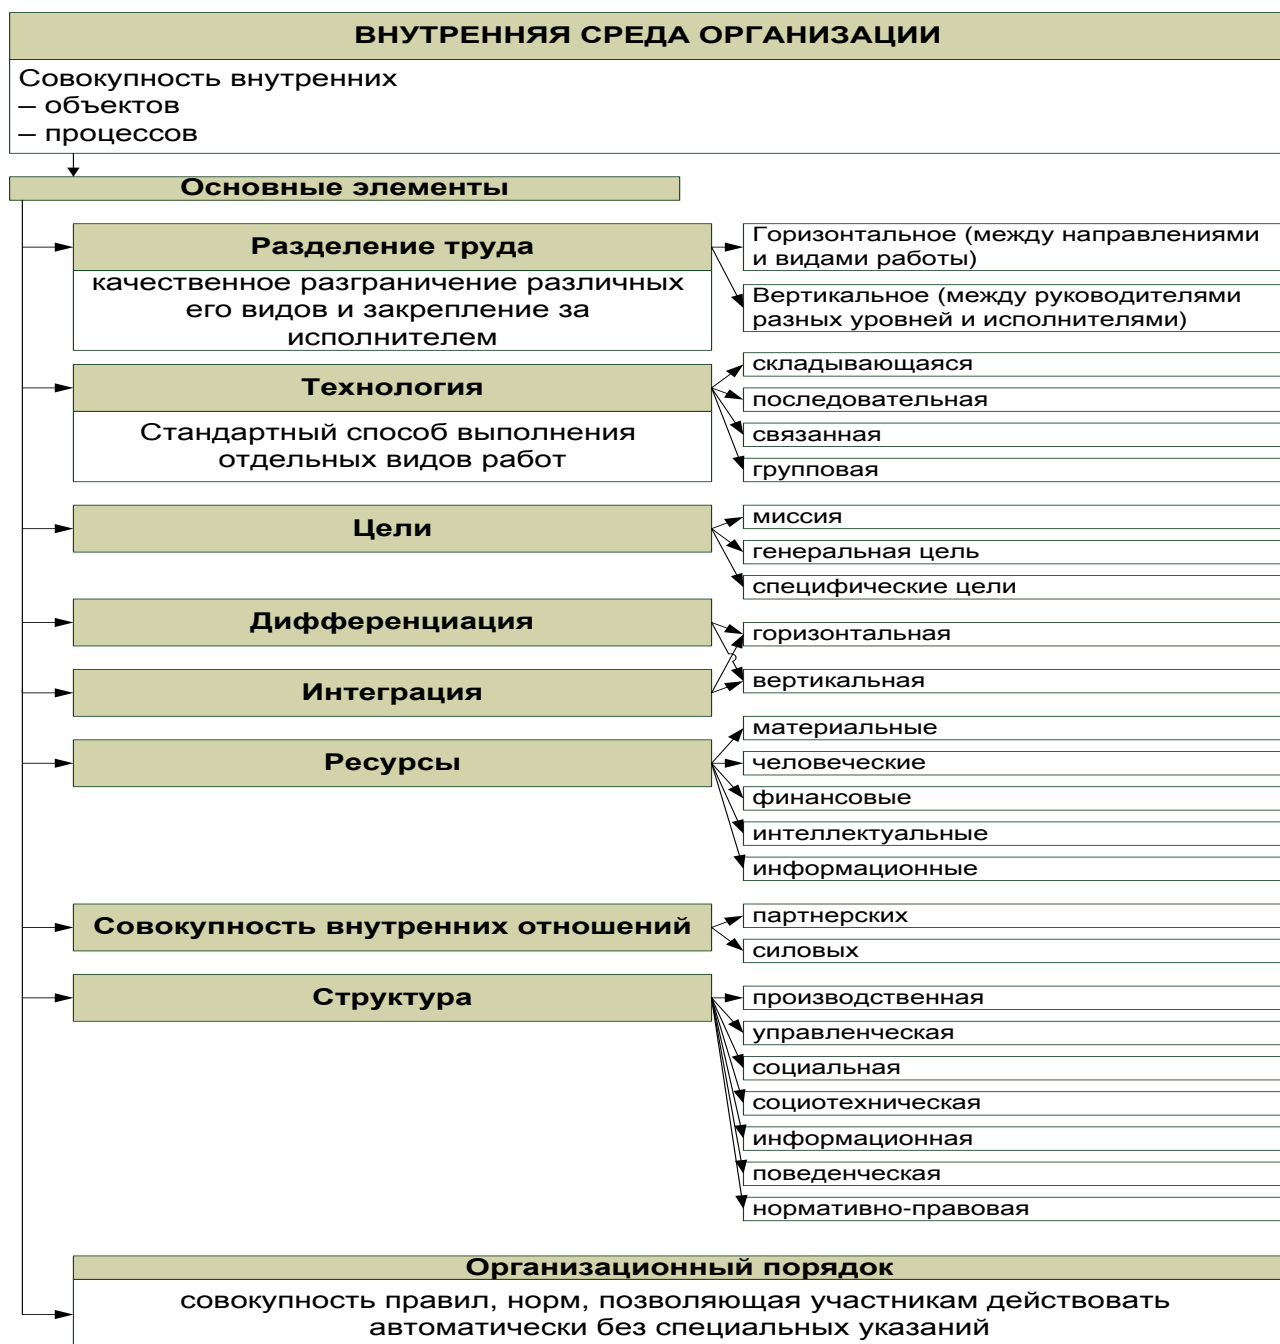 ВНУТРЕННЯЯ СРЕДА ОРГАНИЗАЦИИ
Совокупность внутренних
– объектов
– процессов
Основные элементы
Разделение труда
качественное разграничение различных
его видов и закрепление за
исполнителем
Горизонтальное (между направлениями
и видами работы)
Вертикальное (между руководителями
разных уровней и исполнителями)
Технология
Стандартный способ выполнения
отдельных видов работ
складывающаяся
последовательная
связанная
групповая
Цели
миссия
генеральная цель
специфические цели
Дифференциация
Интеграция
горизонтальная
вертикальная
Ресурсы
материальные
человеческие
финансовые
интеллектуальные
информационные
Совокупность внутренних отношений
партнерских
силовых
Структура
производственная
управленческая
социальная
социотехническая
информационная
поведенческая
нормативно-правовая
Организационный порядок
совокупность правил, норм, позволяющая участникам действовать
автоматически без специальных указаний